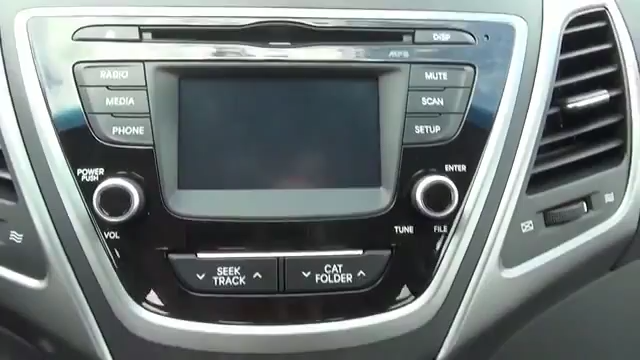 DISP
MP3
RADIO
MUTE
MEDIA
SCAN
PHONE
SETUP
POWER
PUSH
ENTER
VOL
TUNE
FILE
SEEK
TRACK
CAT
FOLDER